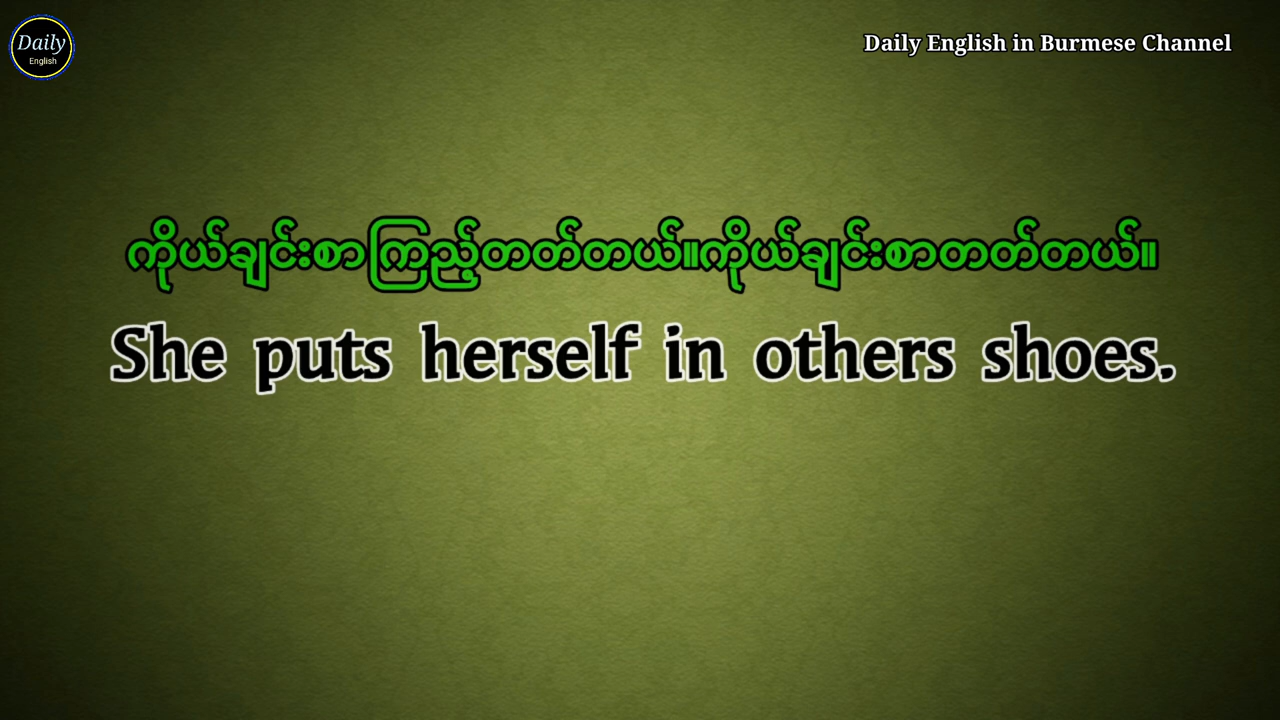 Daily
English
Daily English in Burmese Channel
ကိုယ်ချင်းစာကြည့်တတ်တယ်။ကိုယ်ချင်းစာတတ်တယ်။
She puts herself in others shoes.